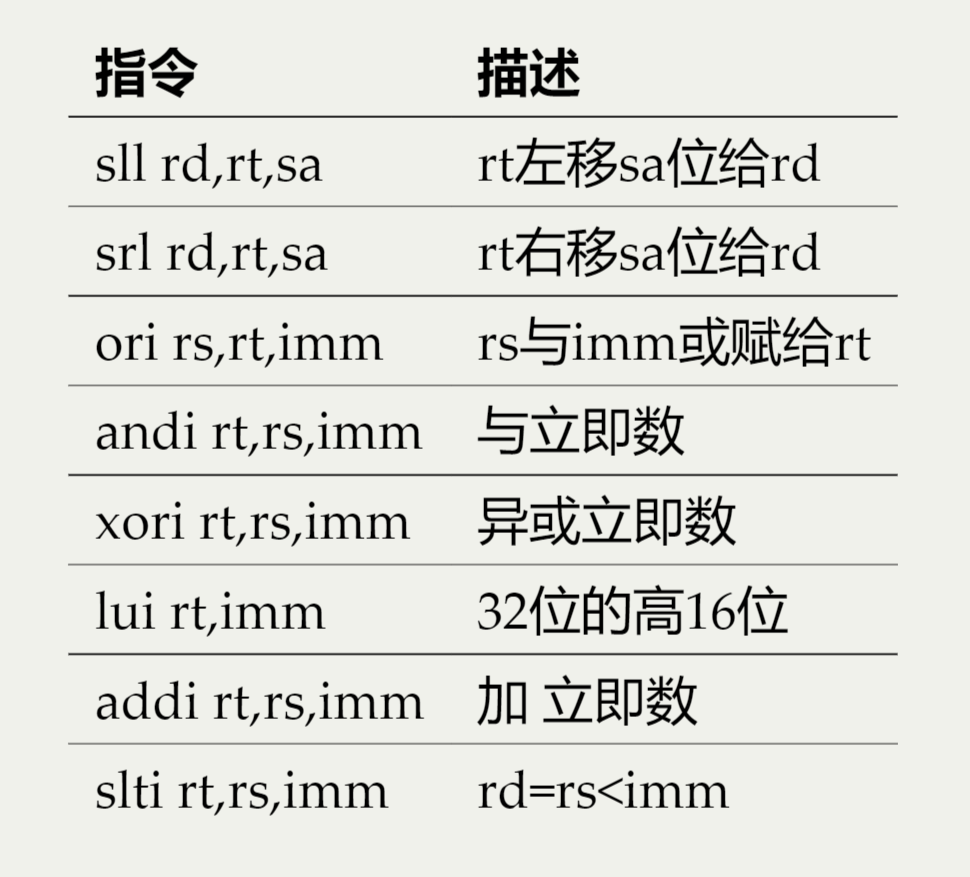 指令 描述
sll rd,rt,sa rt左移sa位给rd
srl rd,rt,sa rt右移sa位给rd
ori rs,rt,imm rs与imm或赋给rt
andi rt,rs,imm 与立即数
xori rt,rs,imm 异或立即数
lui rt,imm 32位的高16位
addi rt,rs,imm 加 立即数
slti rt,rs,imm rd=rs<imm